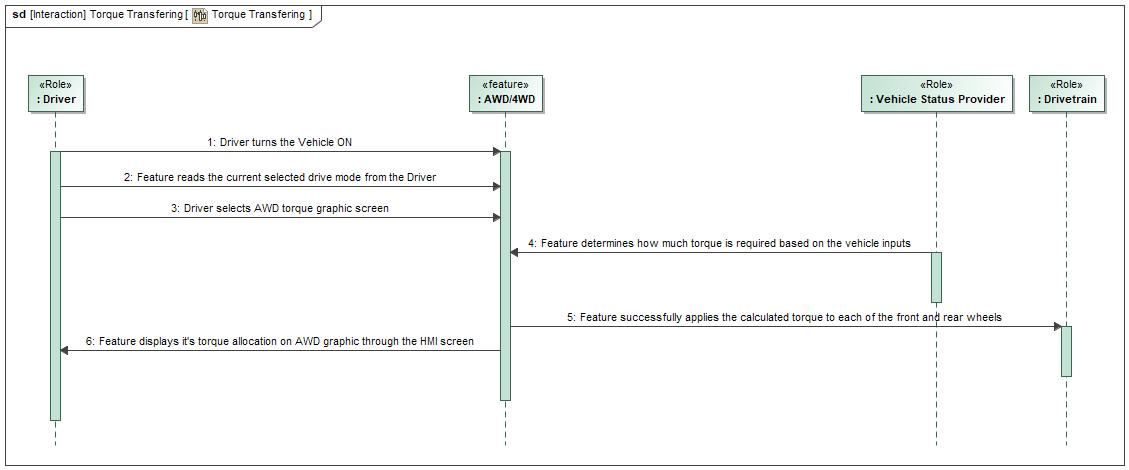 sd [Interaction] Torque Transfering [ Torque Transfering ]
«Role»
: Driver
«feature»
: AWD/4WD
«Role»
: Vehicle Status Provider
«Role»
: Drivetrain
1: Driver turns the Vehicle ON
2: Feature reads the current selected drive mode from the Driver
3: Driver selects AWD torque graphic screen
4: Feature determines how much torque is required based on the vehicle inputs
5: Feature successfully applies the calculated torque to each of the front and rear wheels
6: Feature displays it's torque allocation on AWD graphic through the HMI screen